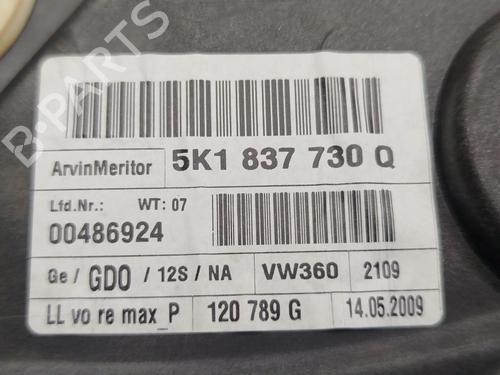 B-PARTS
ArvinMeritor 5K1 837 730 Q
Lfd.Nr.: WT: 07
00486924
Ge / GDO / 12S / NA VW360 2109
LL vo re max_P 120 789 G 14.05.2009